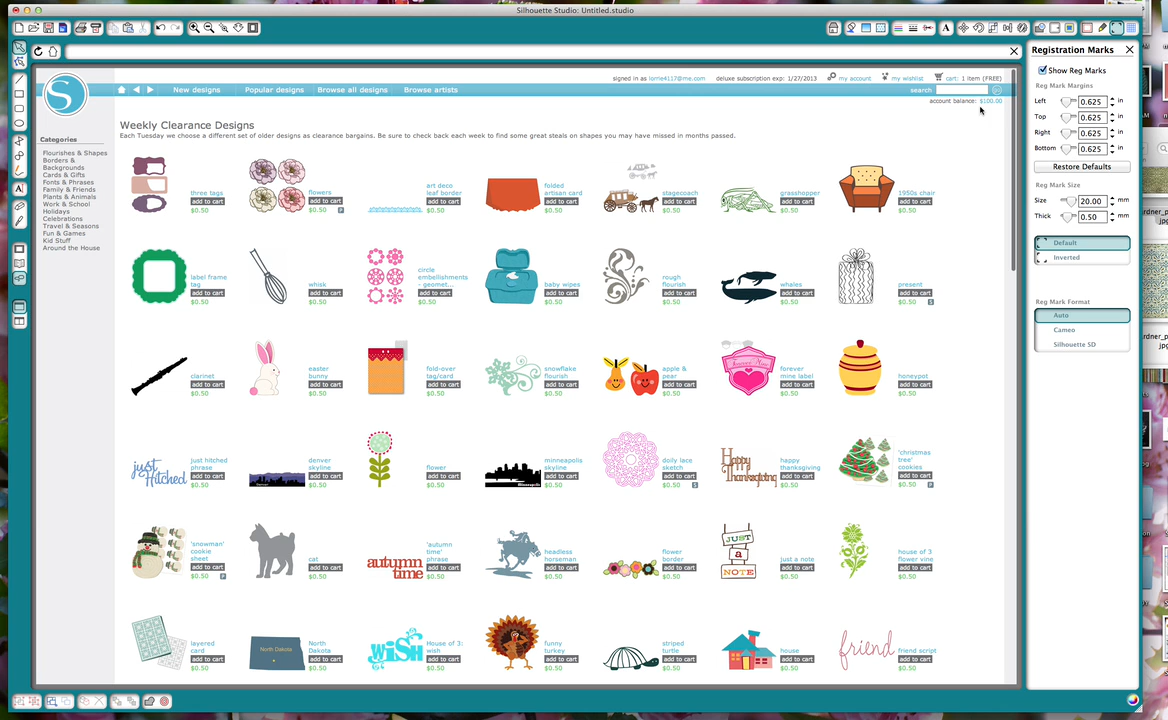 Silhouette Studio: Untitled.studio
signed in as lorrie4117@me.com deluxe subscription exp: 1/27/2013 my account my wishlist cart: 1 item (FREE)
New designs Popular designs Browse all designs Browse artists search
account balance: $100.00
S
Categories
Flourishes & Shapes
Borders &
Backgrounds
Cards & Gifts
Fonts & Phrases
Family & Friends
Plants & Animals
Work & School
Holidays
Celebrations
Travel & Seasons
Fun & Games
Kid Stuff
Around the House
Weekly Clearance Designs
Each Tuesday we choose a different set of older designs as clearance bargains. Be sure to check back each week to find some great steals on shapes you may have missed in months passed.
three tags
add to cart
$0.50
flowers
add to cart
$0.50
P
art deco
leaf border
add to cart
$0.50
folded
artisan card
add to cart
$0.50
stagecoach
add to cart
$0.50
grasshopper
add to cart
$0.50
1950s chair
add to cart
$0.50
label frame
tag
add to cart
$0.50
whisk
add to cart
$0.50
circle
embellishments
- geomet...
add to cart
$0.50
baby wipes
add to cart
$0.50
rough
flourish
add to cart
$0.50
whales
add to cart
$0.50
present
add to cart
$0.50
S
clarinet
add to cart
$0.50
easter
bunny
add to cart
$0.50
fold-over
tag/card
add to cart
$0.50
snowflake
flourish
add to cart
$0.50
apple &
pear
add to cart
$0.50
forever
mine label
add to cart
$0.50
honeypot
add to cart
$0.50
just Hitched
just hitched
phrase
add to cart
$0.50
denver
skyline
add to cart
$0.50
flower
add to cart
$0.50
minneapolis
skyline
add to cart
$0.50
doily lace
sketch
add to cart
$0.50
S
Happy
Thanksgiving
happy
thanksgiving
add to cart
$0.50
'christmas
tree'
cookies
add to cart
$0.50
P
'snowman'
cookie
sheet
add to cart
$0.50
P
cat
add to cart
$0.50
autumn
time
'autumn
time'
phrase
add to cart
$0.50
headless
horseman
add to cart
$0.50
flower
border
add to cart
$0.50
JUST
a
NOTE
just a note
add to cart
$0.50
house of 3
flower vine
add to cart
$0.50
layered
card
add to cart
$0.50
North Dakota
North
Dakota
add to cart
$0.50
wish
House of 3:
wish
add to cart
$0.50
funny
turkey
add to cart
$0.50
striped
turtle
add to cart
$0.50
house
add to cart
$0.50
friend
friend script
add to cart
$0.50
Registration Marks
Show Reg Marks
Reg Mark Margins
Left 0.625 in
Top 0.625 in
Right 0.625 in
Bottom 0.625 in
Restore Defaults
Reg Mark Size
Size 20.00 mm
Thick 0.50 mm
Default
Inverted
Reg Mark Format
Auto
Cameo
Silhouette SD